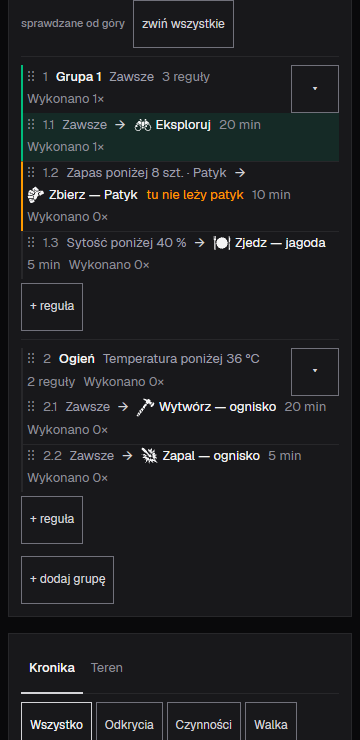 sprawdzane od góry zwiń wszystkie
1 Grupa 1 Zawsze 3 reguły
Wykonano 1×
1.1 Zawsze → Eksploruj 20 min
Wykonano 1×
1.2 Zapas poniżej 8 szt. · Patyk →
Zbierz — Patyk tu nie leży patyk 10 min
Wykonano 0×
1.3 Sytość poniżej 40 % → Zjedz — jagoda
5 min Wykonano 0×
+ reguła
2 Ogień Temperatura poniżej 36 °C
2 reguły Wykonano 0×
2.1 Zawsze → Wytwórz — ognisko 20 min
Wykonano 0×
2.2 Zawsze → Zapal — ognisko 5 min
Wykonano 0×
+ reguła
+ dodaj grupę
Kronika Teren
Wszystko Odkrycia Czynności Walka